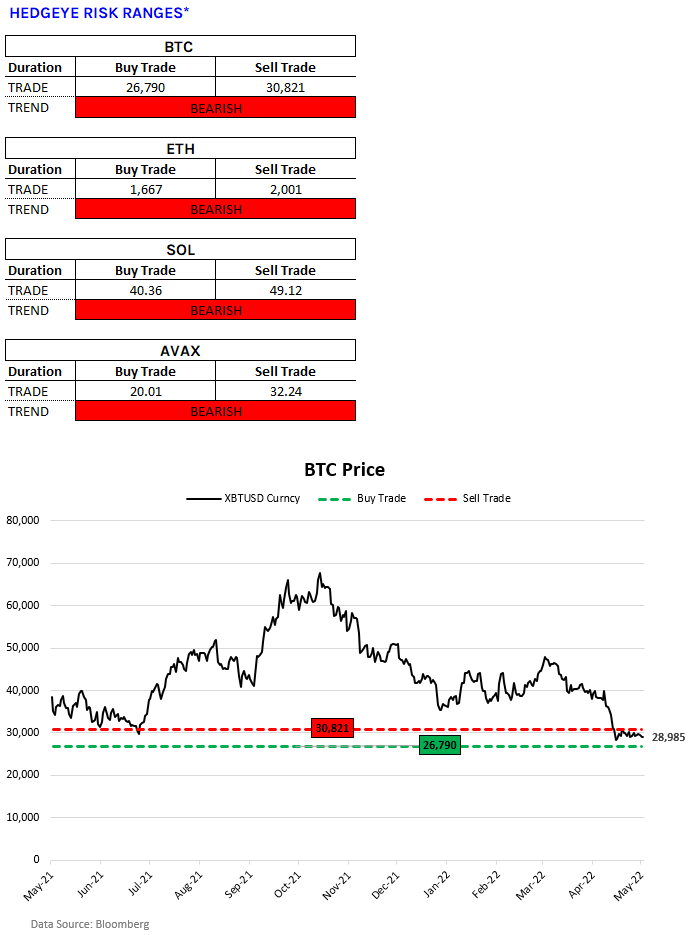 HEDGEYE RISK RANGES*
BTC
Duration Buy Trade Sell Trade
TRADE 26,790 30,821
TREND BEARISH
ETH
Duration Buy Trade Sell Trade
TRADE 1,667 2,001
TREND BEARISH
SOL
Duration Buy Trade Sell Trade
TRADE 40.36 49.12
TREND BEARISH
AVAX
Duration Buy Trade Sell Trade
TRADE 20.01 32.24
TREND BEARISH
BTC Price
XBTUSD Curncy Buy Trade Sell Trade
80,000
70,000
60,000
50,000
40,000
30,000
20,000
10,000
0
30,821
26,790
28,985
May-21 Jun-21 Jul-21 Aug-21 Sep-21 Oct-21 Nov-21 Dec-21 Jan-22 Feb-22 Mar-22 Apr-22 May-22
Data Source: Bloomberg